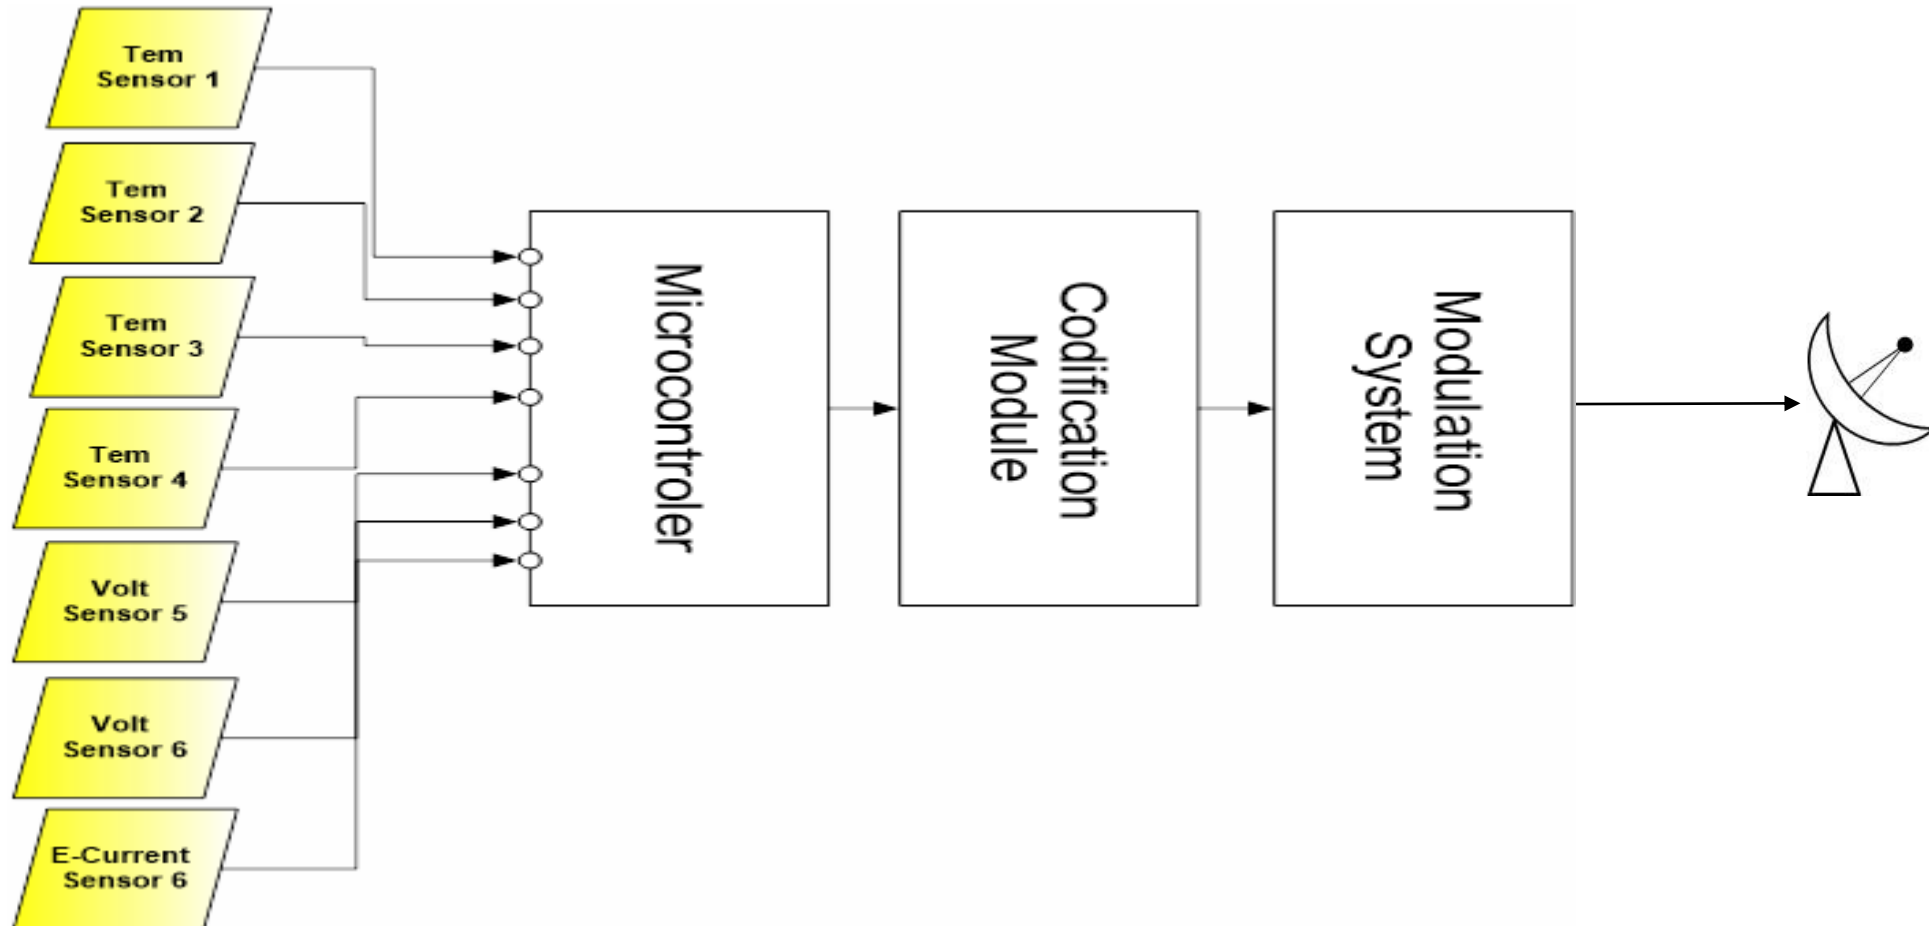 Tem
Sensor 1
Tem
Sensor 2
Tem
Sensor 3
Tem
Sensor 4
Volt
Sensor 5
Volt
Sensor 6
E-Current
Sensor 6
Microcontroler
Codification
Module
Modulation
System